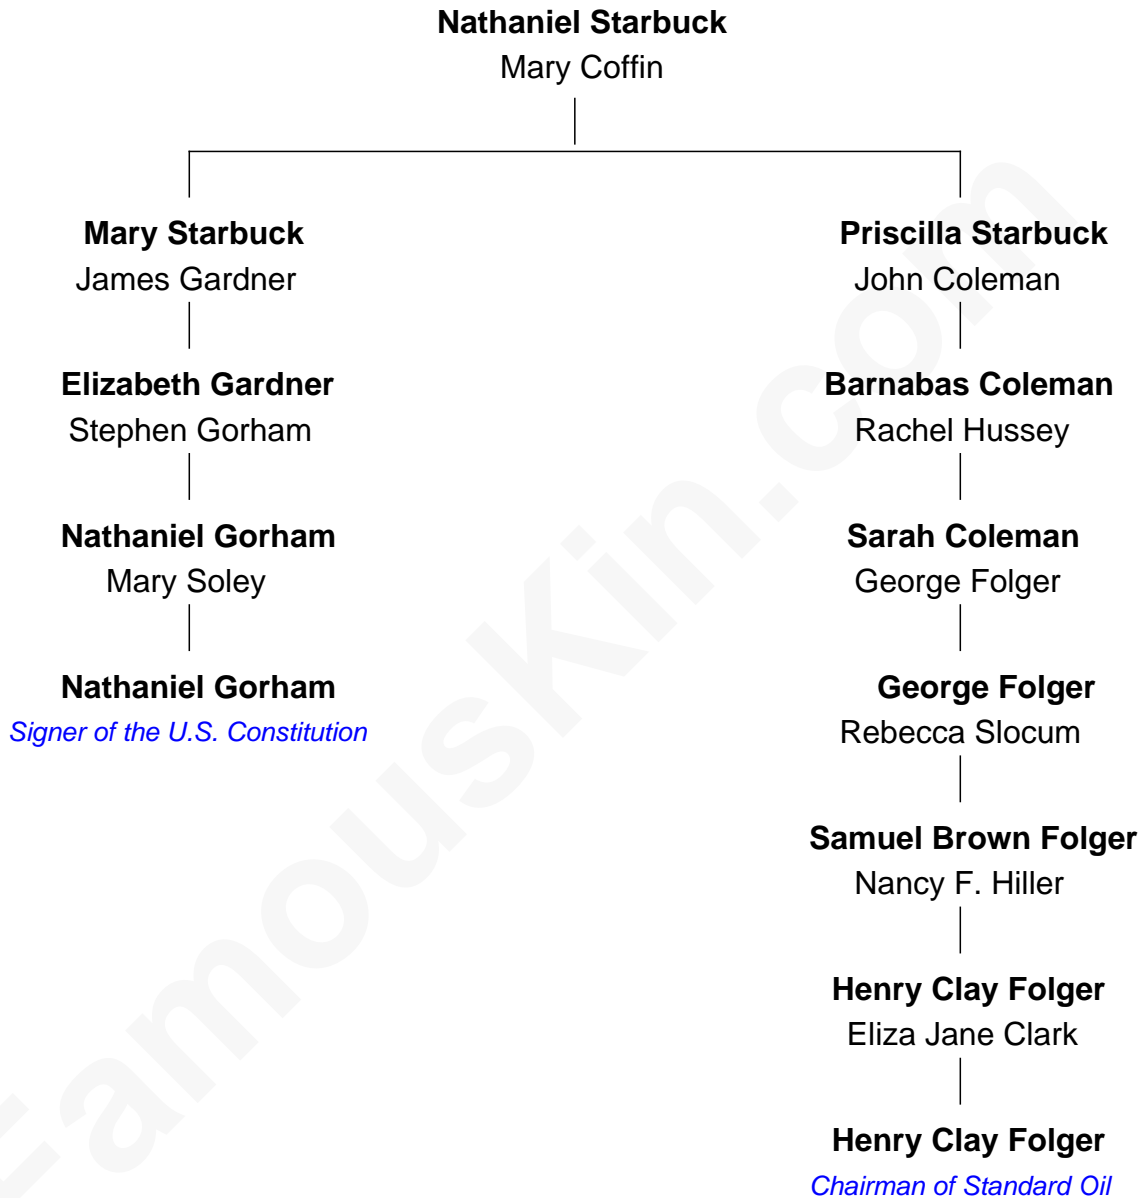 Nathaniel Starbuck
Mary Coffin
Mary Starbuck
James Gardner
Priscilla Starbuck
John Coleman
Elizabeth Gardner
Stephen Gorham
Barnabas Coleman
Rachel Hussey
Nathaniel Gorham
Mary Soley
Sarah Coleman
George Folger
Nathaniel Gorham
Signer of the U.S. Constitution
George Folger
Rebecca Slocum
Samuel Brown Folger
Nancy F. Hiller
Henry Clay Folger
Eliza Jane Clark
Henry Clay Folger
Chairman of Standard Oil
FamousKin.com